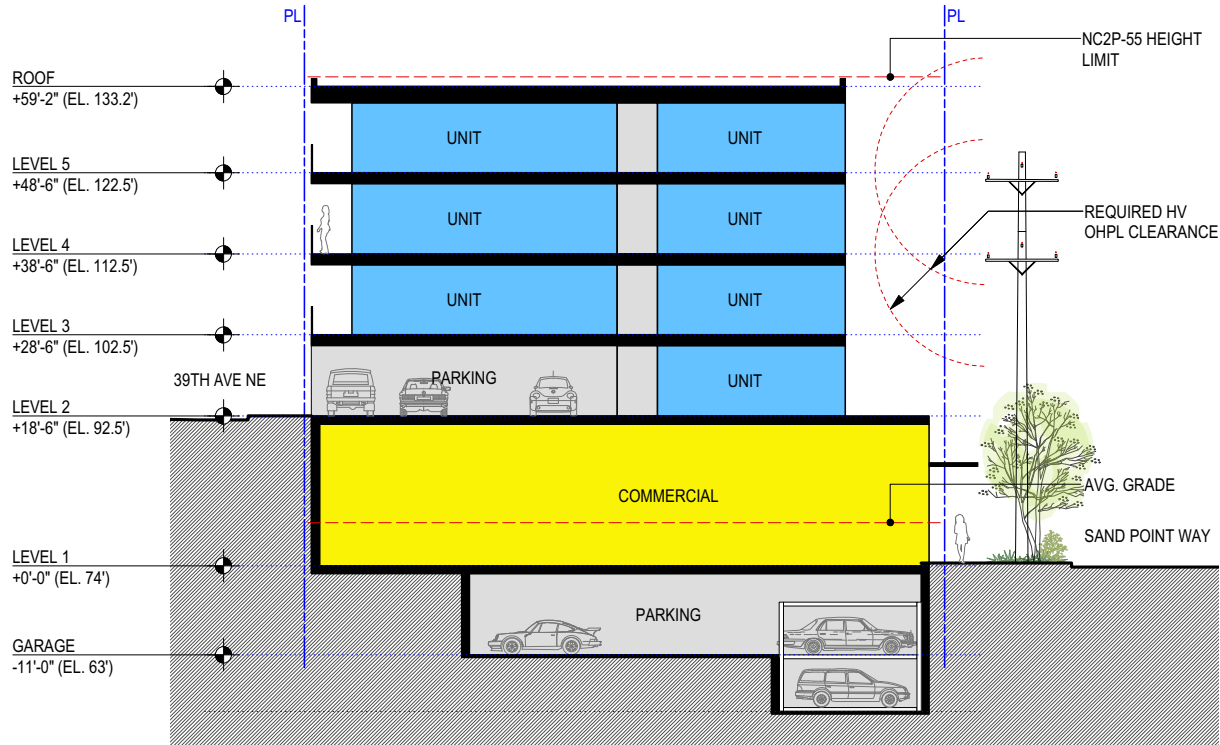 PL
PL
NC2P-55 HEIGHT
LIMIT
ROOF
+59'-2" (EL. 133.2')
UNIT
UNIT
LEVEL 5
+48'-6" (EL. 122.5')
UNIT
UNIT
REQUIRED HV
OHPL CLEARANCE
LEVEL 4
+38'-6" (EL. 112.5')
UNIT
UNIT
LEVEL 3
+28'-6" (EL. 102.5')
39TH AVE NE
PARKING
UNIT
LEVEL 2
+18'-6" (EL. 92.5')
COMMERCIAL
AVG. GRADE
SAND POINT WAY
LEVEL 1
+0'-0" (EL. 74')
PARKING
GARAGE
-11'-0" (EL. 63')